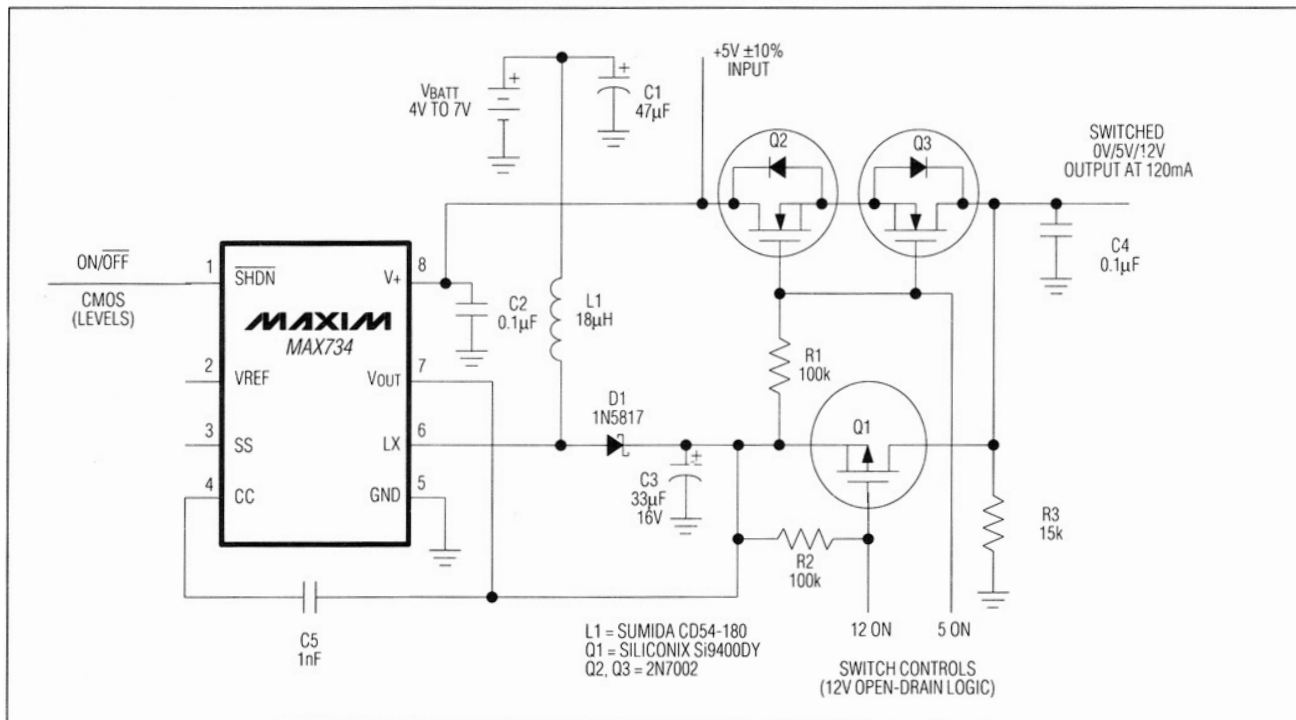 +5V ±10%
INPUT
VBATT
4V TO 7V
C1
47µF
SWITCHED
0V/5V/12V
OUTPUT AT 120mA
Q2
Q3
C4
0.1µF
ON/OFF
CMOS
(LEVELS)
1
SHDN
V+
8
C2
0.1µF
L1
18µH
MAXIM
MAX734
R1
100k
2
VREF
VOUT
7
D1
1N5817
Q1
3
SS
LX
6
4
CC
GND
5
C3
33µF
16V
R3
15k
R2
100k
C5
1nF
L1 = SUMIDA CD54-180
Q1 = SILICONIX Si9400DY
Q2, Q3 = 2N7002
12 ON
5 ON
SWITCH CONTROLS
(12V OPEN-DRAIN LOGIC)